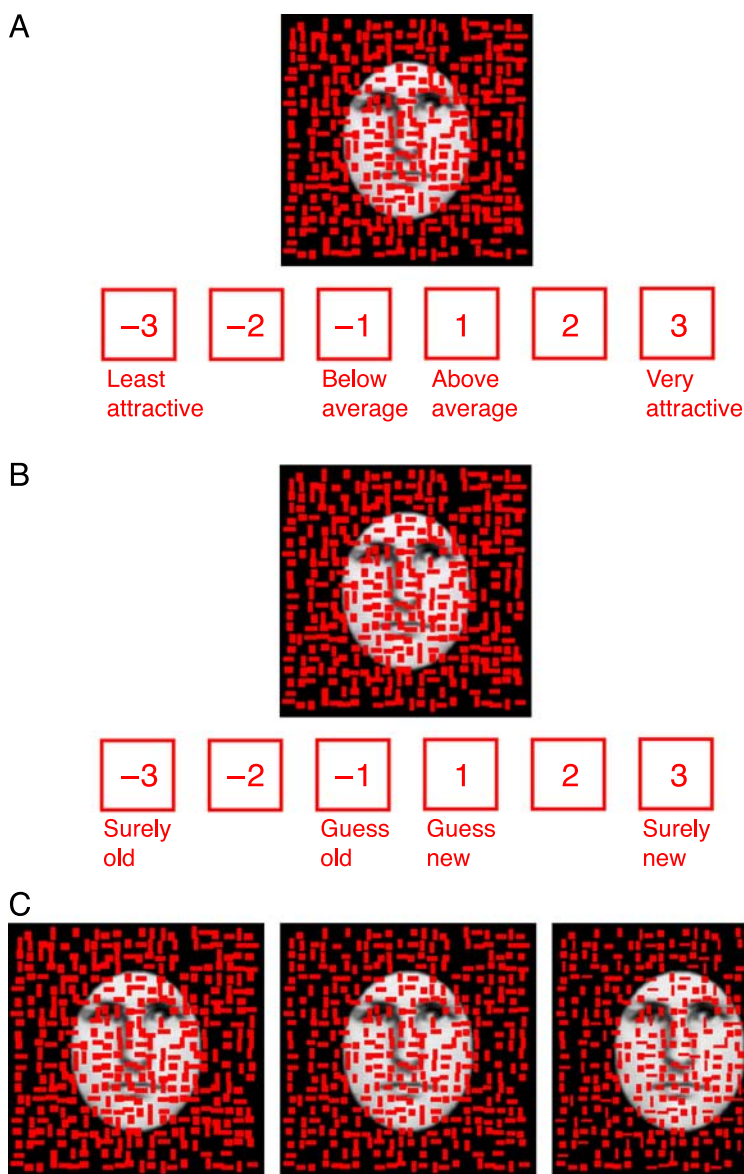 A
−3 −2 −1 1 2 3
Least Below Above Very
attractive average average attractive
B
−3 −2 −1 1 2 3
Surely Guess Guess Surely
old old new new
C